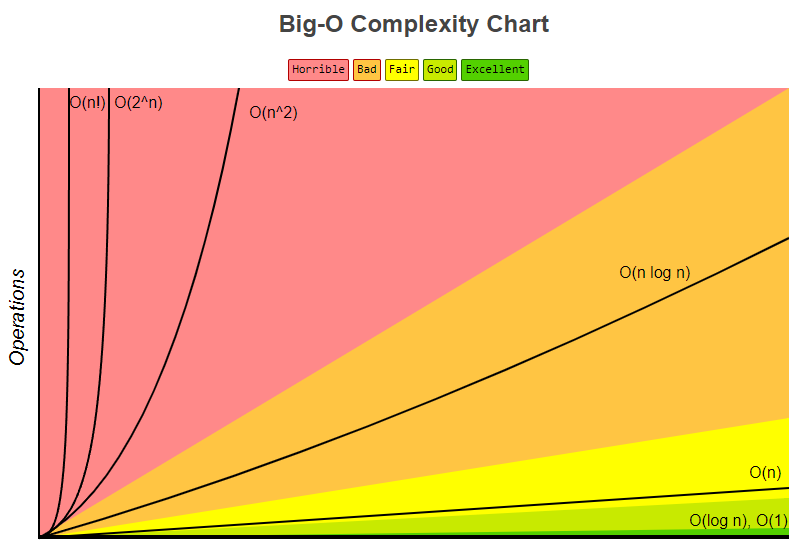 Big-O Complexity Chart
Horrible Bad Fair Good Excellent
O(n!) O(2^n)
O(n^2)
O(n log n)
Operations
O(n)
O(log n), O(1)